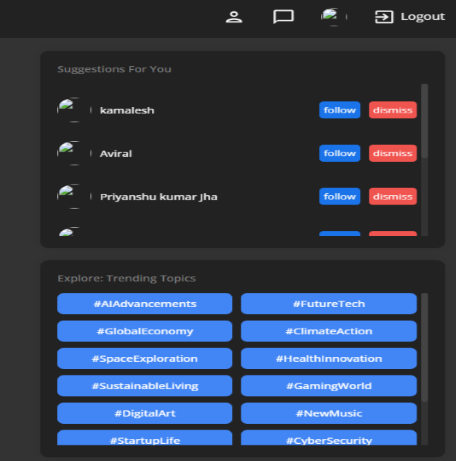 Logout
Suggestions For You
kamalesh follow dismiss
Aviral follow dismiss
Priyanshu kumar Jha follow dismiss
Explore: Trending Topics
#AIAdvancements #FutureTech
#GlobalEconomy #ClimateAction
#SpaceExploration #HealthInnovation
#SustainableLiving #GamingWorld
#DigitalArt #NewMusic
#StartupLife #CyberSecurity